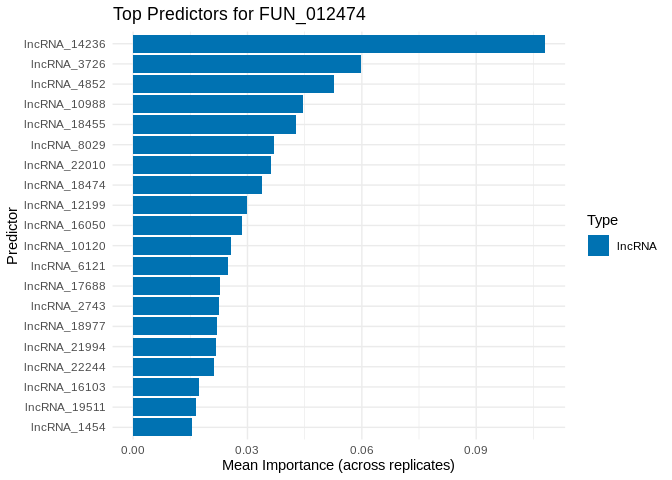 Top Predictors for FUN_012474
Predictor
lncRNA_14236
lncRNA_3726
lncRNA_4852
lncRNA_10988
lncRNA_18455
lncRNA_8029
lncRNA_22010
lncRNA_18474
lncRNA_12199
lncRNA_16050
lncRNA_10120
lncRNA_6121
lncRNA_17688
lncRNA_2743
lncRNA_18977
lncRNA_21994
lncRNA_22244
lncRNA_16103
lncRNA_19511
lncRNA_1454
0.00 0.03 0.06 0.09
Mean Importance (across replicates)
Type
lncRNA